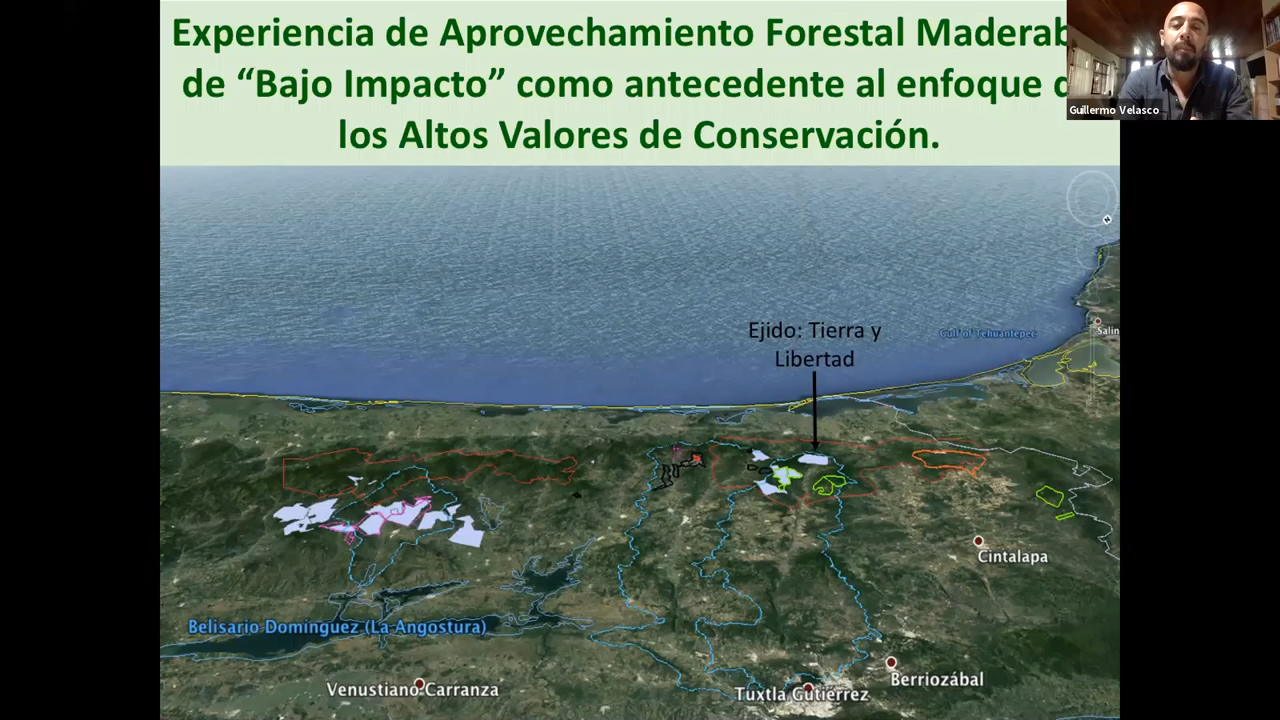 Experiencia de Aprovechamiento Forestal Maderab
de “Bajo Impacto” como antecedente al enfoque d
los Altos Valores de Conservación.
Guillermo Velasco
Ejido: Tierra y
Libertad
Gulf of Tehuantepec
Salin
Cintalapa
Belisario Domínguez (La Angostura)
Venustiano Carranza
Tuxtla Gutiérrez
Berriozábal